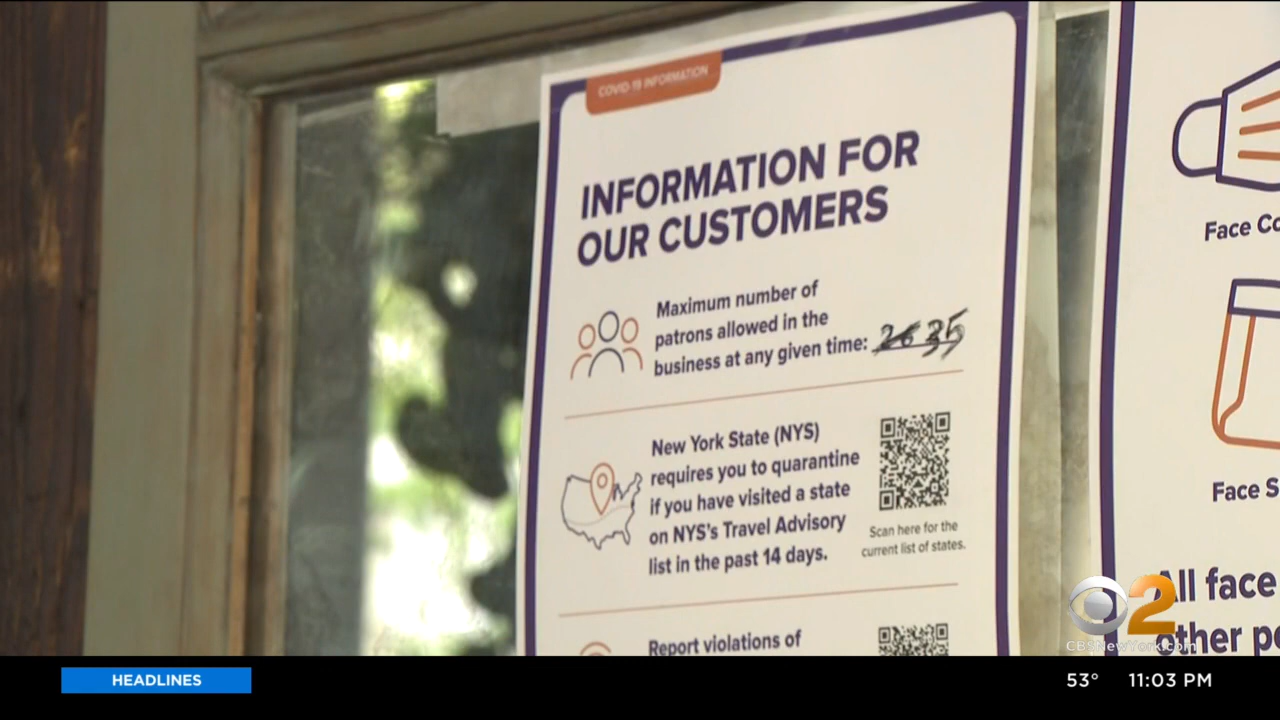 COVID-19 INFORMATION
INFORMATION FOR
OUR CUSTOMERS
Maximum number of
patrons allowed in the
business at any given time: 26 35
New York State (NYS)
requires you to quarantine
if you have visited a state
on NYS's Travel Advisory
list in the past 14 days.
Scan here for the
current list of states.
Report violations of
Face Co
Face S
All face
other po
2
CBSNewYork.com
HEADLINES
53° 11:03 PM